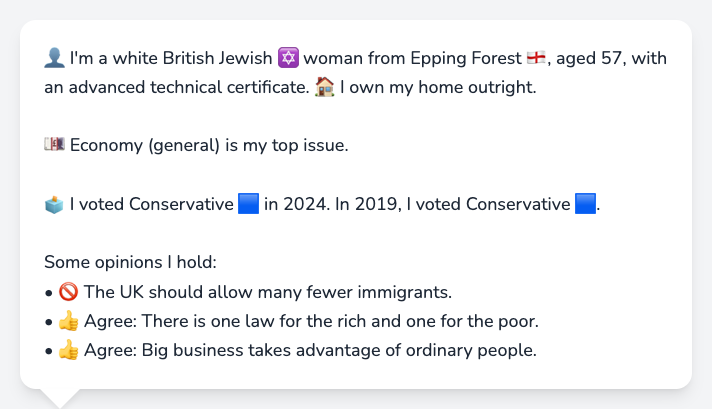 👤 I'm a white British Jewish ✡️ woman from Epping Forest 🏴󠁧󠁢󠁥󠁮󠁧󠁿, aged 57, with
an advanced technical certificate. 🏠 I own my home outright.
💷 Economy (general) is my top issue.
🗳️ I voted Conservative 🟦 in 2024. In 2019, I voted Conservative 🟦.
Some opinions I hold:
• 🚫 The UK should allow many fewer immigrants.
• 👍 Agree: There is one law for the rich and one for the poor.
• 👍 Agree: Big business takes advantage of ordinary people.